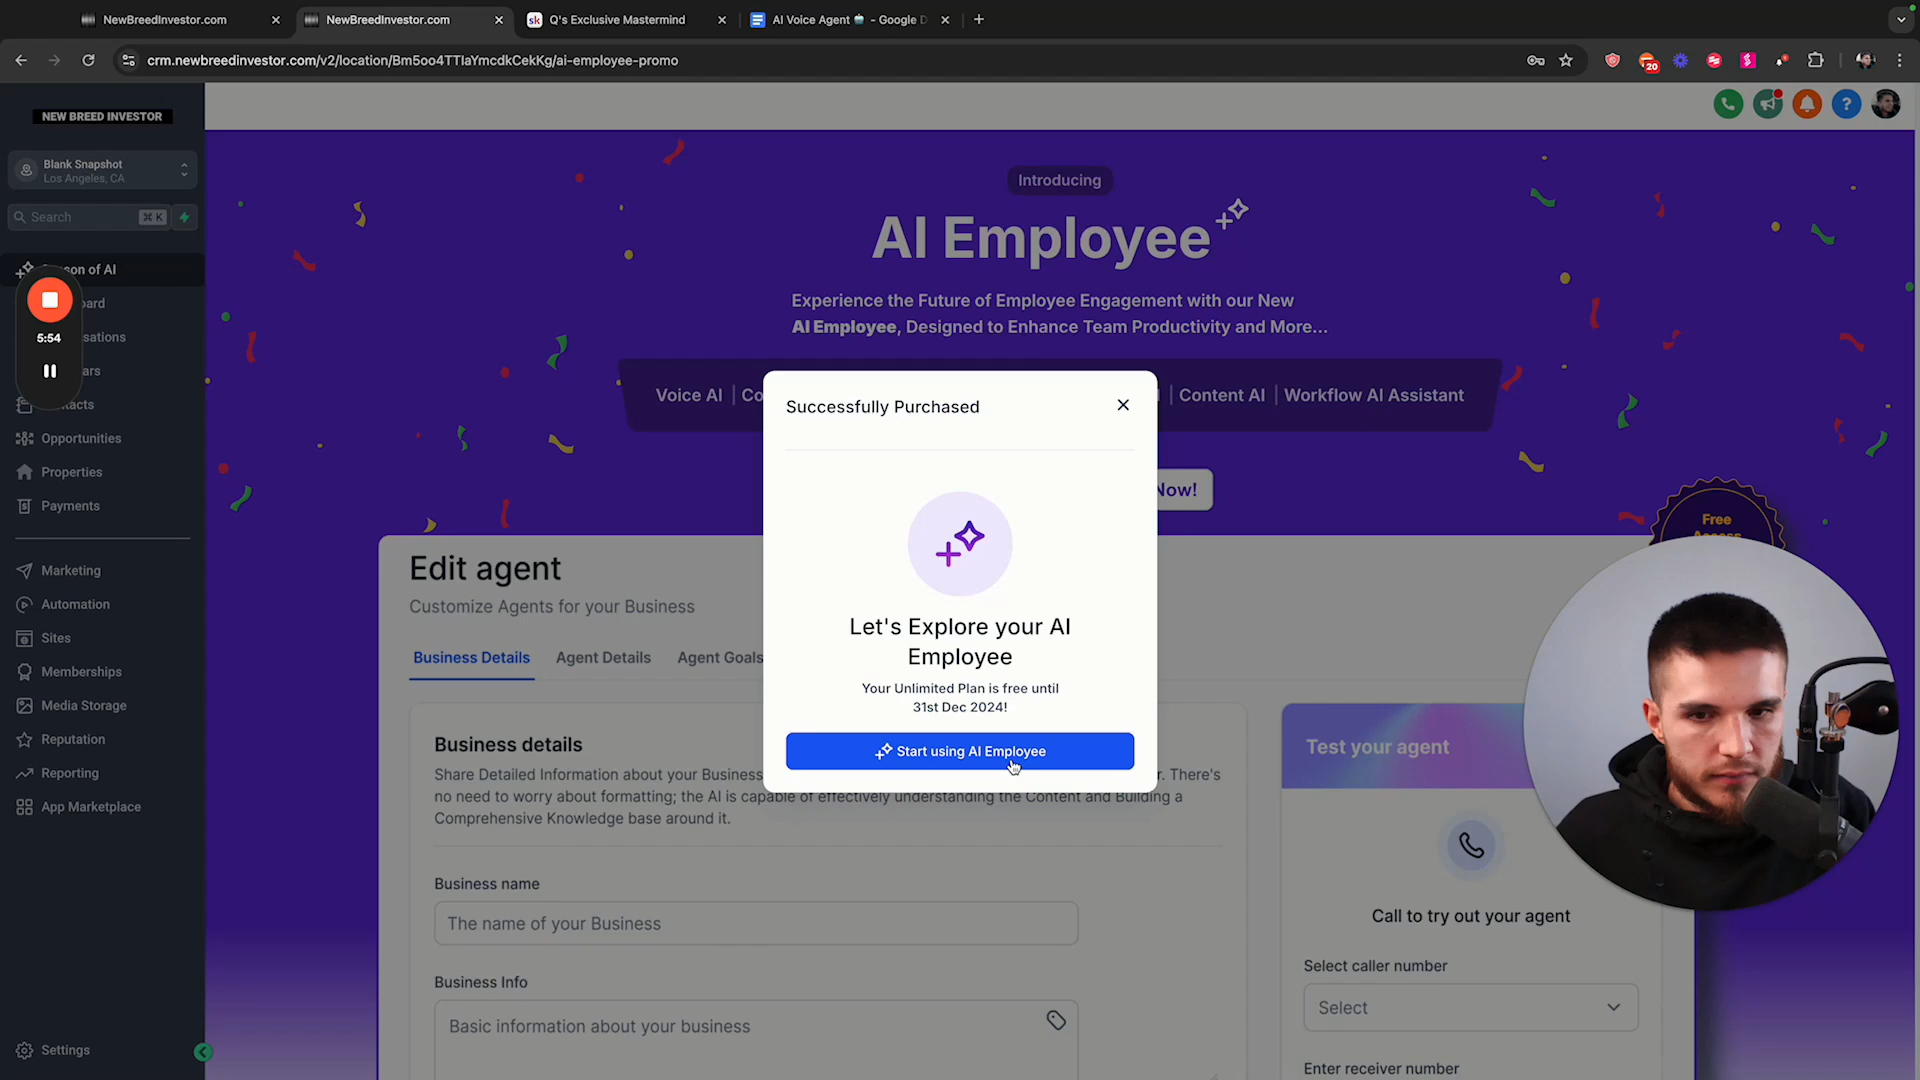 NewBreedInvestor.com
NewBreedInvestor.com
sk Q's Exclusive Mastermind
AI Voice Agent - Google D
crm.newbreedinvestor.com/v2/location/Bm5oo4TTIaYmcdkCekKg/ai-employee-promo
20
NEW BREED INVESTOR
Blank Snapshot
Los Angeles, CA
Search
⌘ K
son of AI
5:54
oard
sations
ars
tacts
Opportunities
Properties
Payments
Marketing
Automation
Sites
Memberships
Media Storage
Reputation
Reporting
App Marketplace
Settings
Introducing
AI Employee
Experience the Future of Employee Engagement with our New
AI Employee, Designed to Enhance Team Productivity and More...
Voice AI | Co
Content AI | Workflow AI Assistant
Now!
Free
Access
Successfully Purchased
Let's Explore your AI
Employee
Your Unlimited Plan is free until
31st Dec 2024!
Start using AI Employee
Edit agent
Customize Agents for your Business
Business Details
Agent Details
Agent Goals
Business details
Share Detailed Information about your Business
r. There's
no need to worry about formatting; the AI is capable of effectively understanding the Content and Building a
Comprehensive Knowledge base around it.
Business name
The name of your Business
Business Info
Basic information about your business
Test your agent
Call to try out your agent
Select caller number
Select
Enter receiver number